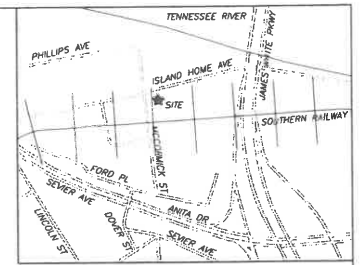 TENNESSEE RIVER
PHILLIPS AVE
JAMES WHITE PKWY
ISLAND HOME AVE
SITE
SOUTHERN RAILWAY
MCCORMICK ST
FORD PL
SEVIER AVE
ANITA DR
DOVER ST
LINCOLN ST
SEVIER AVE